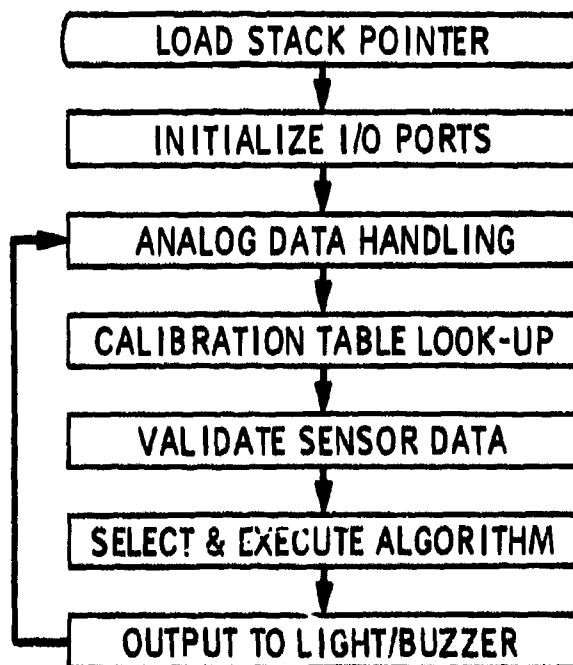 LOAD STACK POINTER
INITIALIZE I/O PORTS
ANALOG DATA HANDLING
CALIBRATION TABLE LOOK-UP
VALIDATE SENSOR DATA
SELECT & EXECUTE ALGORITHM
OUTPUT TO LIGHT/BUZZER